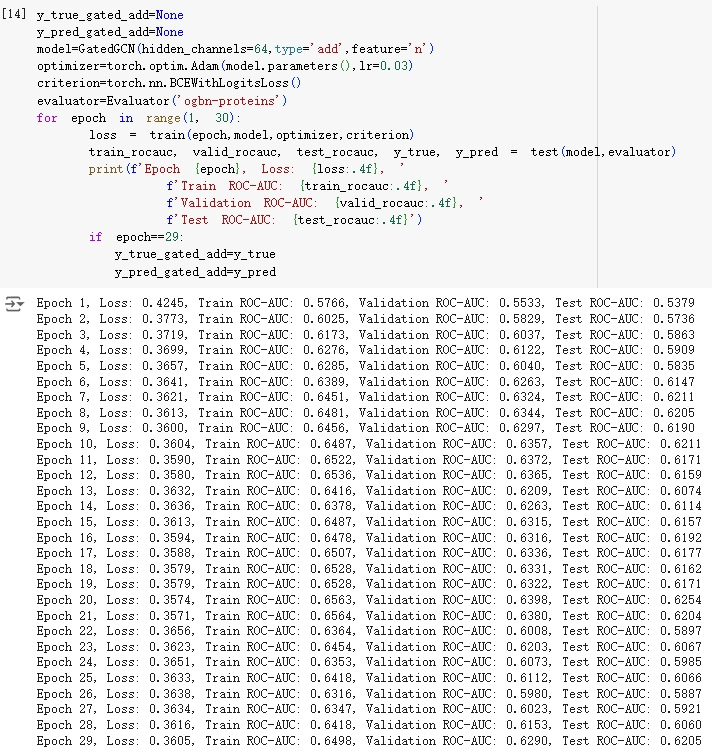 [14] y_true_gated_add=None
y_pred_gated_add=None
model=GatedGCN(hidden_channels=64,type='add',feature='n')
optimizer=torch.optim.Adam(model.parameters(),lr=0.03)
criterion=torch.nn.BCEWithLogitsLoss()
evaluator=Evaluator('ogbn-proteins')
for epoch in range(1, 30):
loss = train(epoch,model,optimizer,criterion)
train_rocauc, valid_rocauc, test_rocauc, y_true, y_pred = test(model,evaluator)
print(f'Epoch {epoch}, Loss: {loss:.4f}, '
f'Train ROC-AUC: {train_rocauc:.4f}, '
f'Validation ROC-AUC: {valid_rocauc:.4f}, '
f'Test ROC-AUC: {test_rocauc:.4f}')
if epoch==29:
y_true_gated_add=y_true
y_pred_gated_add=y_pred
Epoch 1, Loss: 0.4245, Train ROC-AUC: 0.5766, Validation ROC-AUC: 0.5533, Test ROC-AUC: 0.5379
Epoch 2, Loss: 0.3773, Train ROC-AUC: 0.6025, Validation ROC-AUC: 0.5829, Test ROC-AUC: 0.5736
Epoch 3, Loss: 0.3719, Train ROC-AUC: 0.6173, Validation ROC-AUC: 0.6037, Test ROC-AUC: 0.5863
Epoch 4, Loss: 0.3699, Train ROC-AUC: 0.6276, Validation ROC-AUC: 0.6122, Test ROC-AUC: 0.5909
Epoch 5, Loss: 0.3657, Train ROC-AUC: 0.6285, Validation ROC-AUC: 0.6040, Test ROC-AUC: 0.5835
Epoch 6, Loss: 0.3641, Train ROC-AUC: 0.6389, Validation ROC-AUC: 0.6263, Test ROC-AUC: 0.6147
Epoch 7, Loss: 0.3621, Train ROC-AUC: 0.6451, Validation ROC-AUC: 0.6324, Test ROC-AUC: 0.6211
Epoch 8, Loss: 0.3613, Train ROC-AUC: 0.6481, Validation ROC-AUC: 0.6344, Test ROC-AUC: 0.6205
Epoch 9, Loss: 0.3600, Train ROC-AUC: 0.6456, Validation ROC-AUC: 0.6297, Test ROC-AUC: 0.6190
Epoch 10, Loss: 0.3604, Train ROC-AUC: 0.6487, Validation ROC-AUC: 0.6357, Test ROC-AUC: 0.6211
Epoch 11, Loss: 0.3590, Train ROC-AUC: 0.6522, Validation ROC-AUC: 0.6372, Test ROC-AUC: 0.6171
Epoch 12, Loss: 0.3580, Train ROC-AUC: 0.6536, Validation ROC-AUC: 0.6365, Test ROC-AUC: 0.6159
Epoch 13, Loss: 0.3632, Train ROC-AUC: 0.6416, Validation ROC-AUC: 0.6209, Test ROC-AUC: 0.6074
Epoch 14, Loss: 0.3636, Train ROC-AUC: 0.6378, Validation ROC-AUC: 0.6263, Test ROC-AUC: 0.6114
Epoch 15, Loss: 0.3613, Train ROC-AUC: 0.6487, Validation ROC-AUC: 0.6315, Test ROC-AUC: 0.6157
Epoch 16, Loss: 0.3594, Train ROC-AUC: 0.6478, Validation ROC-AUC: 0.6316, Test ROC-AUC: 0.6192
Epoch 17, Loss: 0.3588, Train ROC-AUC: 0.6507, Validation ROC-AUC: 0.6336, Test ROC-AUC: 0.6177
Epoch 18, Loss: 0.3579, Train ROC-AUC: 0.6528, Validation ROC-AUC: 0.6331, Test ROC-AUC: 0.6162
Epoch 19, Loss: 0.3579, Train ROC-AUC: 0.6528, Validation ROC-AUC: 0.6322, Test ROC-AUC: 0.6171
Epoch 20, Loss: 0.3574, Train ROC-AUC: 0.6563, Validation ROC-AUC: 0.6398, Test ROC-AUC: 0.6254
Epoch 21, Loss: 0.3571, Train ROC-AUC: 0.6564, Validation ROC-AUC: 0.6380, Test ROC-AUC: 0.6204
Epoch 22, Loss: 0.3656, Train ROC-AUC: 0.6364, Validation ROC-AUC: 0.6008, Test ROC-AUC: 0.5897
Epoch 23, Loss: 0.3623, Train ROC-AUC: 0.6454, Validation ROC-AUC: 0.6203, Test ROC-AUC: 0.6067
Epoch 24, Loss: 0.3651, Train ROC-AUC: 0.6353, Validation ROC-AUC: 0.6073, Test ROC-AUC: 0.5985
Epoch 25, Loss: 0.3633, Train ROC-AUC: 0.6418, Validation ROC-AUC: 0.6112, Test ROC-AUC: 0.6066
Epoch 26, Loss: 0.3638, Train ROC-AUC: 0.6316, Validation ROC-AUC: 0.5980, Test ROC-AUC: 0.5887
Epoch 27, Loss: 0.3634, Train ROC-AUC: 0.6347, Validation ROC-AUC: 0.6023, Test ROC-AUC: 0.5921
Epoch 28, Loss: 0.3616, Train ROC-AUC: 0.6418, Validation ROC-AUC: 0.6153, Test ROC-AUC: 0.6060
Epoch 29, Loss: 0.3605, Train ROC-AUC: 0.6498, Validation ROC-AUC: 0.6290, Test ROC-AUC: 0.6205